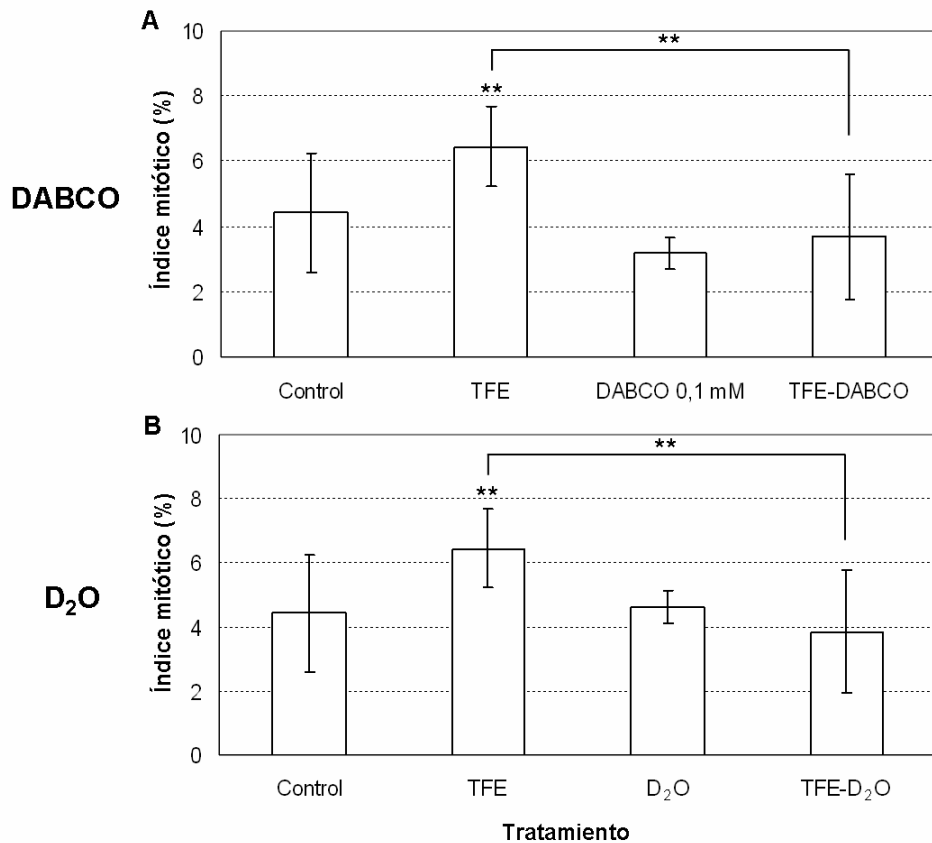 A
DABCO
Índice mitótico (%)
10
8
6
4
2
0
**
**
Control
TFE
DABCO 0,1 mM
TFE-DABCO
B
D₂O
Índice mitótico (%)
10
8
6
4
2
0
**
**
Control
TFE
D₂O
TFE-D₂O
Tratamiento